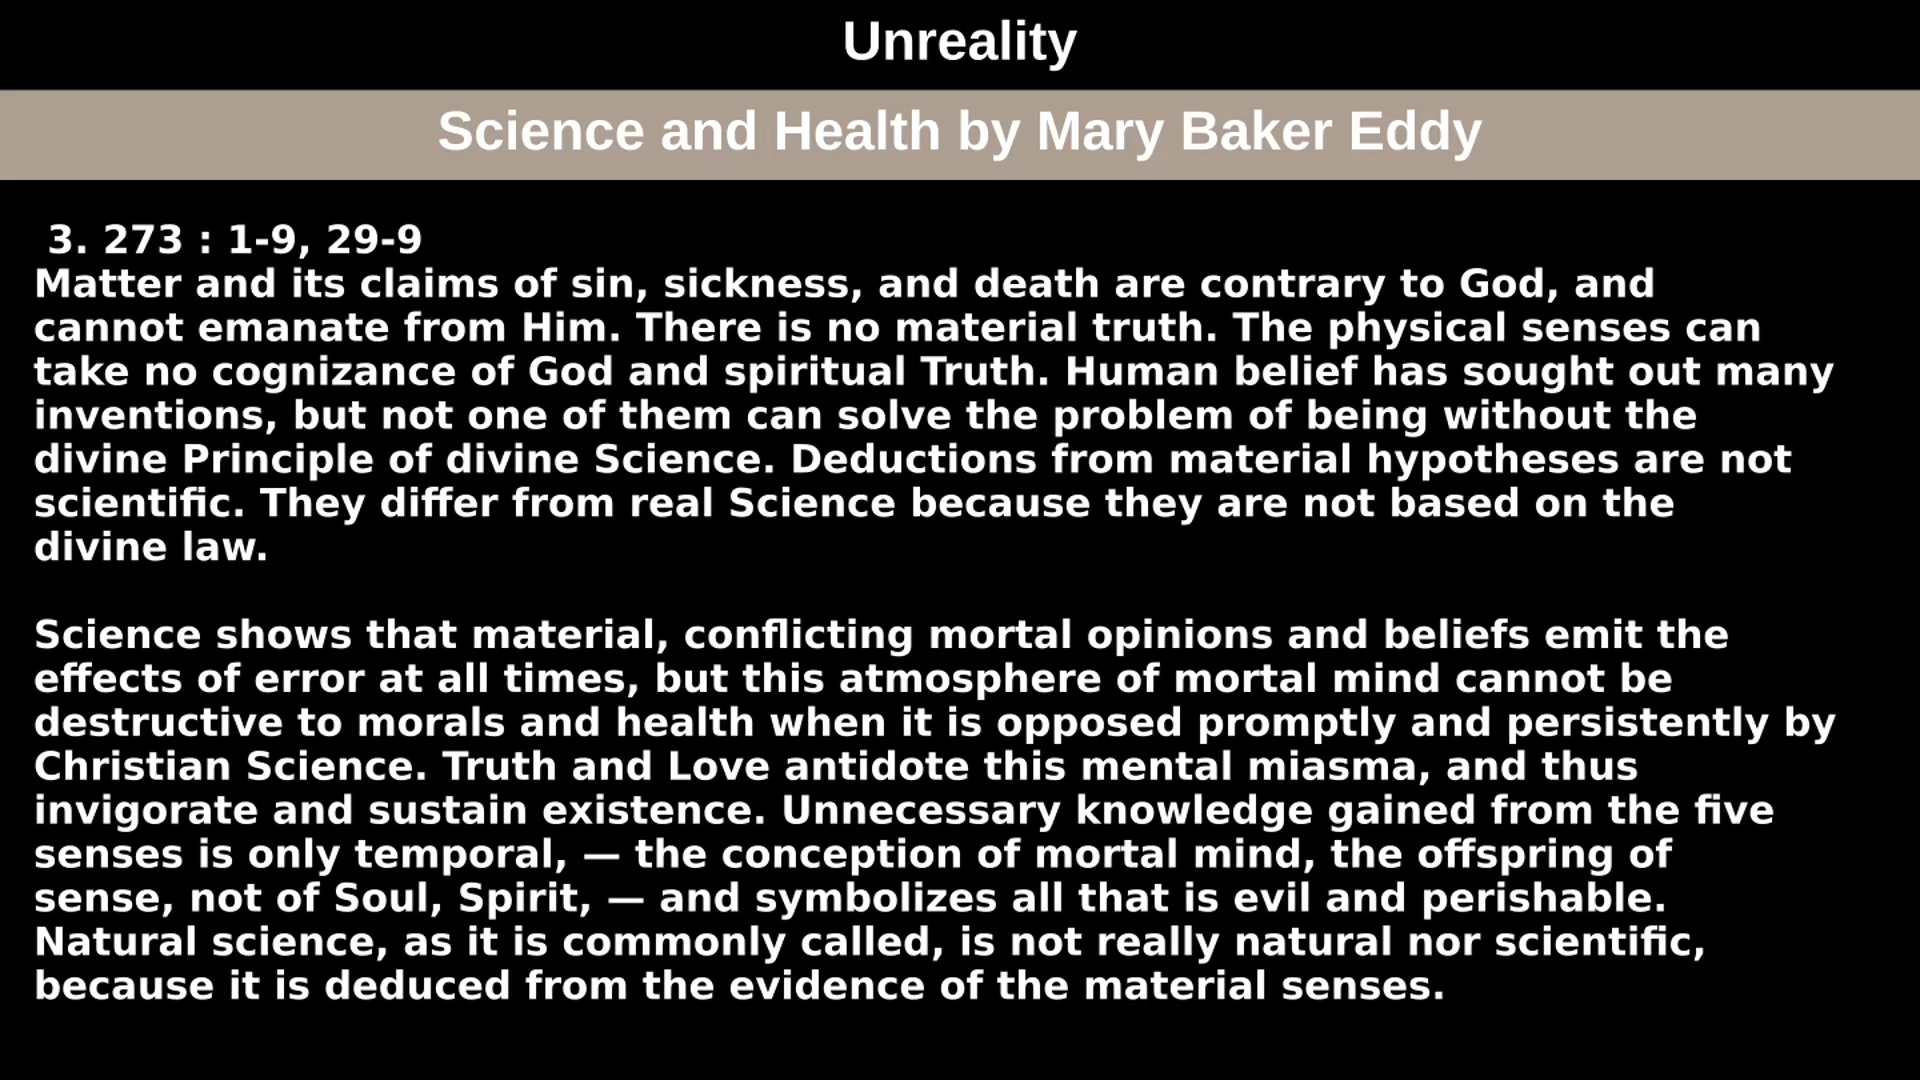 Unreality
Science and Health by Mary Baker Eddy
3. 273 : 1-9, 29-9
Matter and its claims of sin, sickness, and death are contrary to God, and
cannot emanate from Him. There is no material truth. The physical senses can
take no cognizance of God and spiritual Truth. Human belief has sought out many
inventions, but not one of them can solve the problem of being without the
divine Principle of divine Science. Deductions from material hypotheses are not
scientific. They differ from real Science because they are not based on the
divine law.
Science shows that material, conflicting mortal opinions and beliefs emit the
effects of error at all times, but this atmosphere of mortal mind cannot be
destructive to morals and health when it is opposed promptly and persistently by
Christian Science. Truth and Love antidote this mental miasma, and thus
invigorate and sustain existence. Unnecessary knowledge gained from the five
senses is only temporal, — the conception of mortal mind, the offspring of
sense, not of Soul, Spirit, — and symbolizes all that is evil and perishable.
Natural science, as it is commonly called, is not really natural nor scientific,
because it is deduced from the evidence of the material senses.